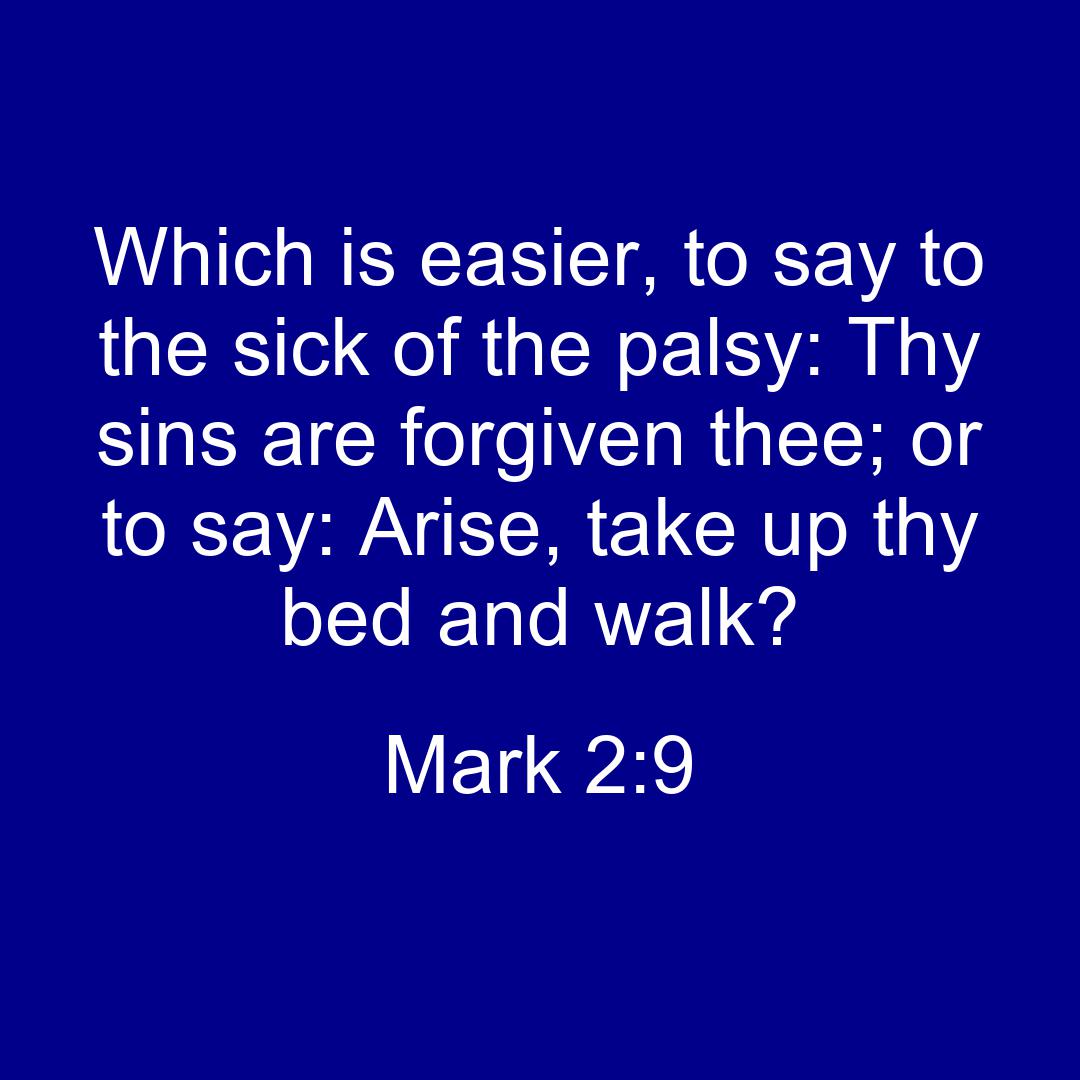 Which is easier, to say to
the sick of the palsy: Thy
sins are forgiven thee; or
to say: Arise, take up thy
bed and walk?
Mark 2:9